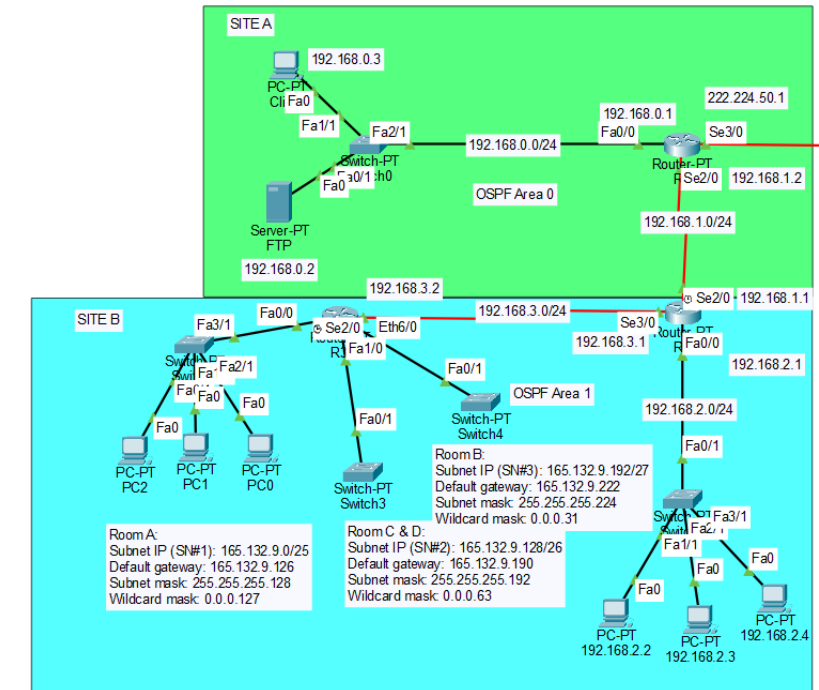 SITE A
192.168.0.3
PC-PT
Fa0
Fa1/1
Fa2/1
Switch-PT
Fa0/1
Fa0
Server-PT
FTP
192.168.0.2
192.168.0.0/24
OSPF Area 0
192.168.0.1
Fa0/0
222.224.50.1
Se3/0
Router-PT
Se2/0
192.168.1.2
192.168.1.0/24
SITE B
192.168.3.2
Fa0/0
Fa3/1
Se2/0
Eth6/0
Fa1/0
192.168.3.0/24
Se3/0
192.168.3.1
Se2/0
192.168.1.1
Router-PT
Fa0/0
192.168.2.1
Fa2/1
Fa0
Fa0
Fa0
PC-PT
PC2
PC-PT
PC1
PC-PT
PC0
Fa0/1
Switch-PT
Switch3
Fa0/1
Switch-PT
Switch4
OSPF Area 1
192.168.2.0/24
Fa0/1
Room B:
Subnet IP (SN#3): 165.132.9.192/27
Default gateway: 165.132.9.222
Subnet mask: 255.255.255.224
Wildcard mask: 0.0.0.31
Room A:
Subnet IP (SN#1): 165.132.9.0/25
Default gateway: 165.132.9.126
Subnet mask: 255.255.255.128
Wildcard mask: 0.0.0.127
Room C & D:
Subnet IP (SN#2): 165.132.9.128/26
Default gateway: 165.132.9.190
Subnet mask: 255.255.255.192
Wildcard mask: 0.0.0.63
Fa3/1
Fa1/1
Fa0
Fa0
Fa0
PC-PT
192.168.2.2
PC-PT
192.168.2.3
PC-PT
192.168.2.4